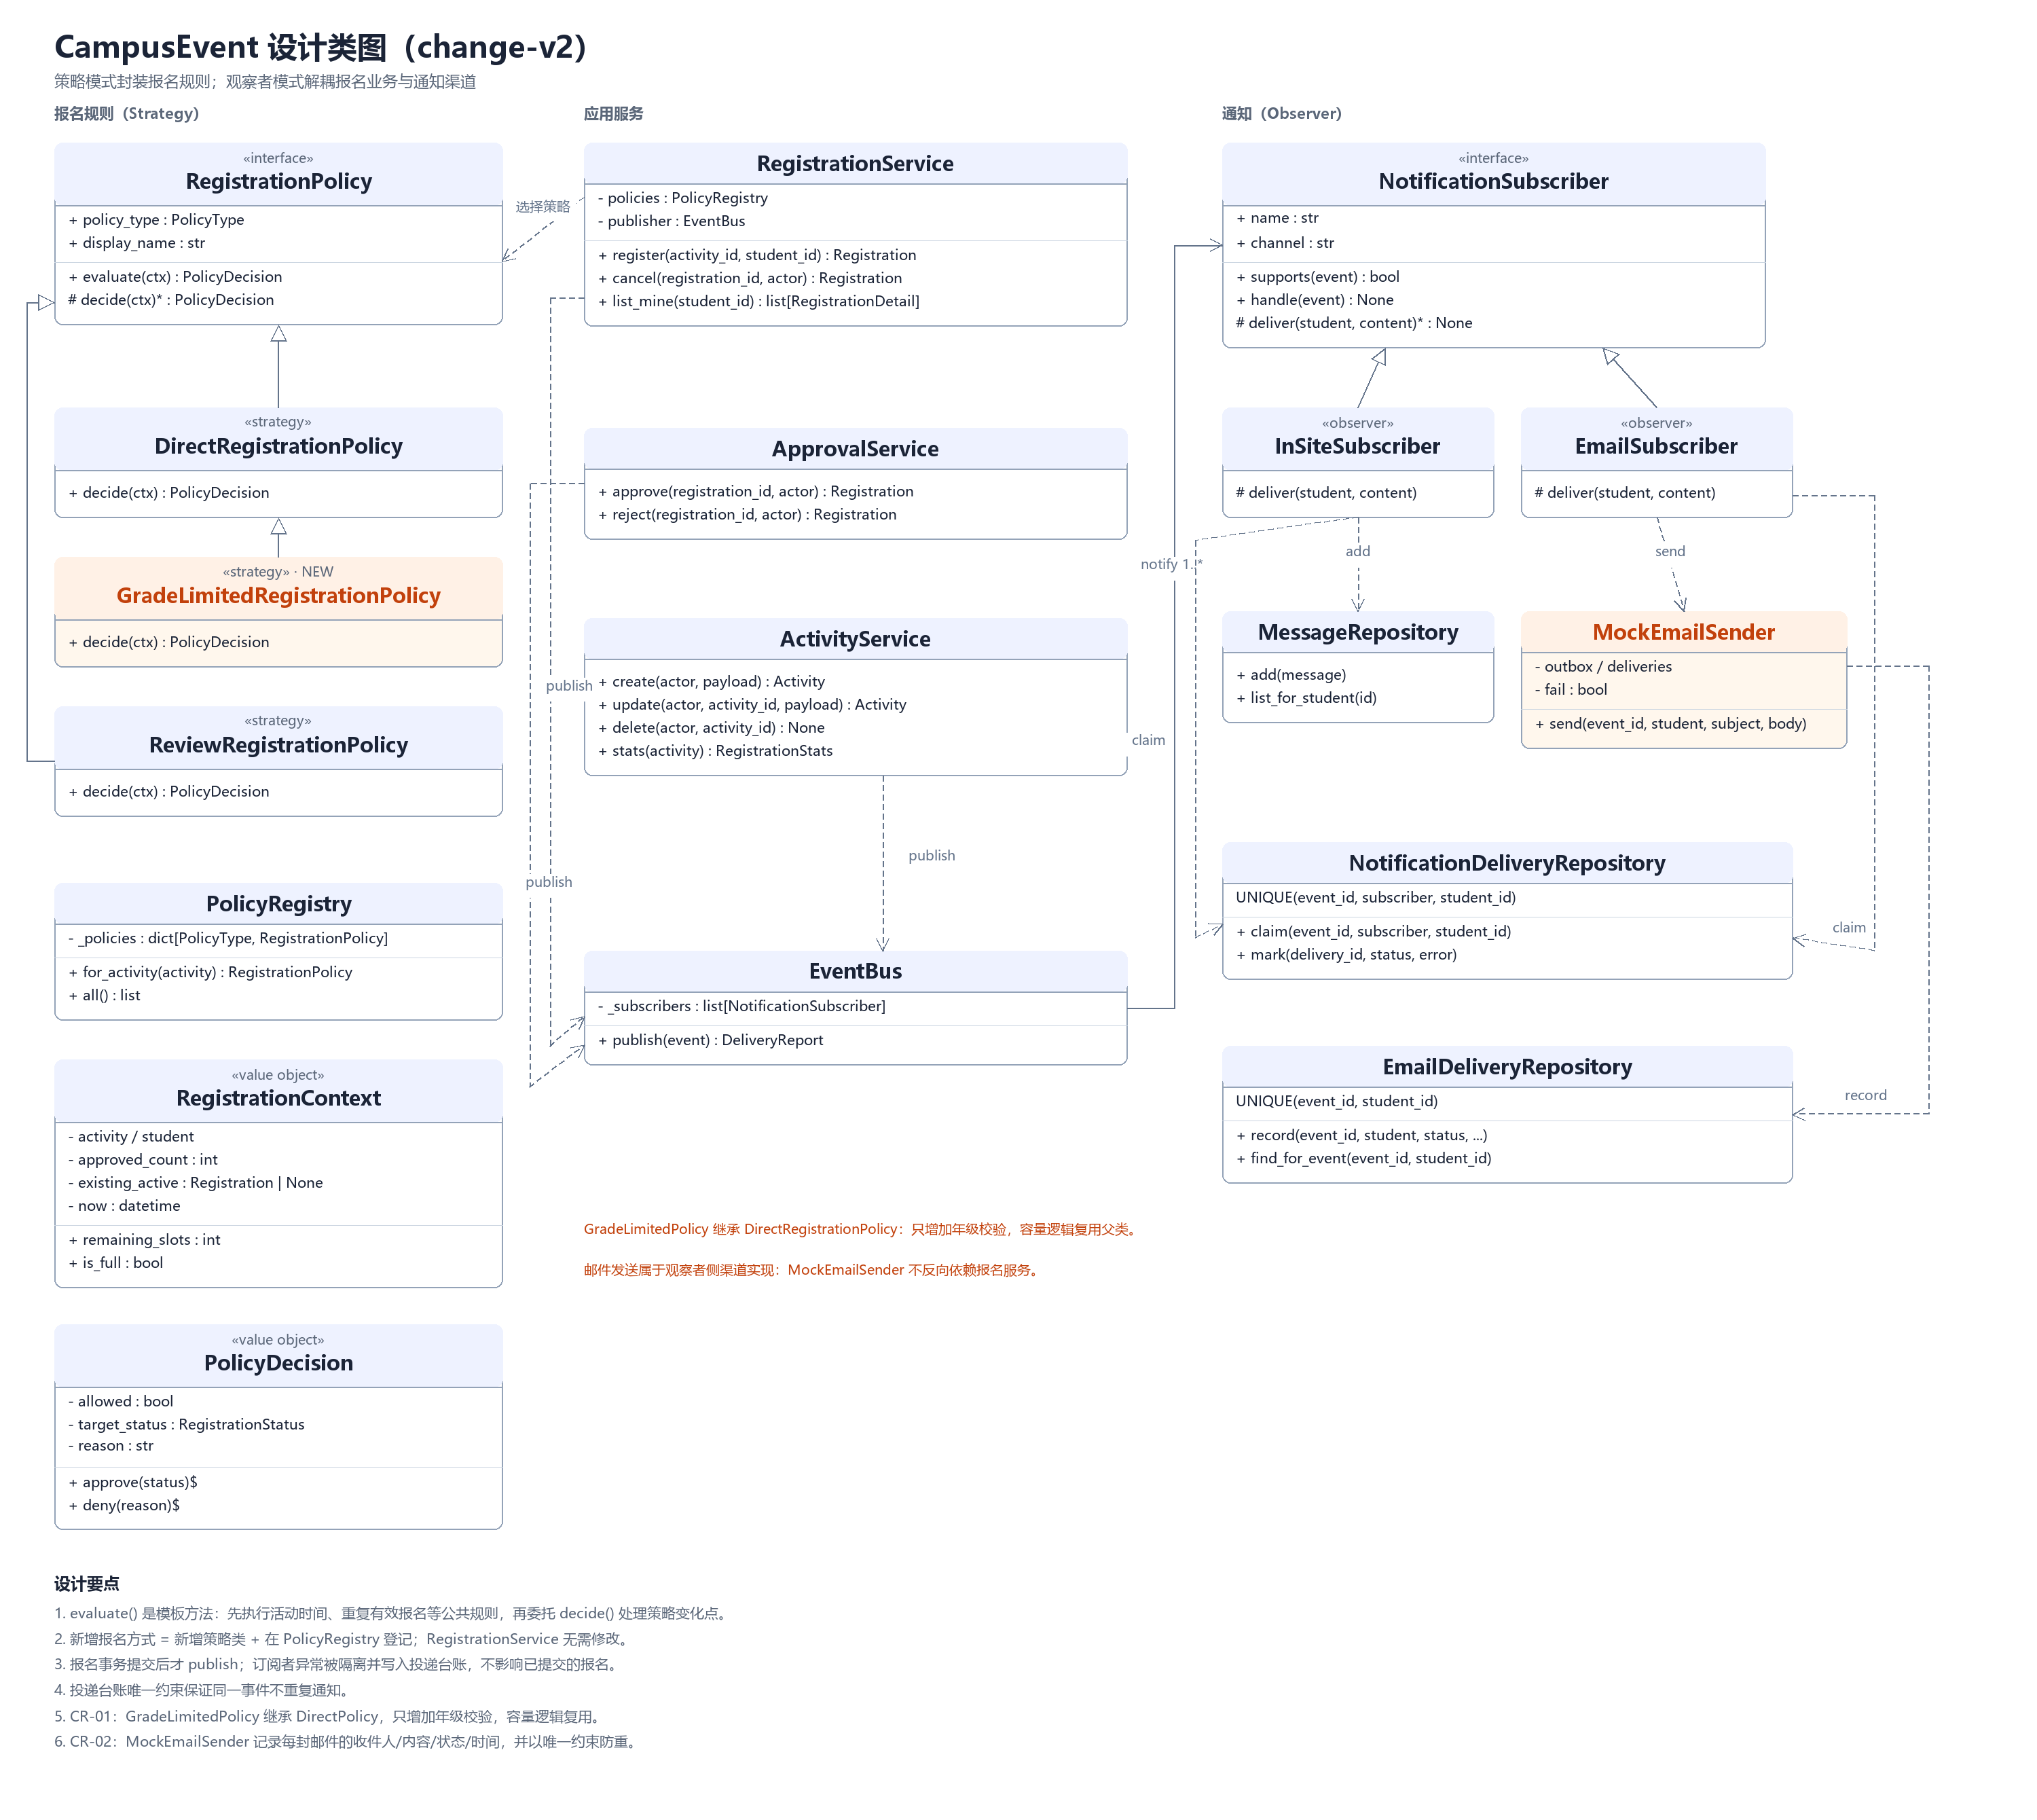 CampusEvent 设计类图（change-v2）
策略模式封装报名规则；观察者模式解耦报名业务与通知渠道
报名规则（Strategy）
«interface»
RegistrationPolicy
+ policy_type : PolicyType
+ display_name : str
+ evaluate(ctx) : PolicyDecision
# decide(ctx)* : PolicyDecision
«strategy»
DirectRegistrationPolicy
+ decide(ctx) : PolicyDecision
«strategy» · NEW
GradeLimitedRegistrationPolicy
+ decide(ctx) : PolicyDecision
«strategy»
ReviewRegistrationPolicy
+ decide(ctx) : PolicyDecision
PolicyRegistry
- _policies : dict[PolicyType, RegistrationPolicy]
+ for_activity(activity) : RegistrationPolicy
+ all() : list
«value object»
RegistrationContext
- activity / student
- approved_count : int
- existing_active : Registration | None
- now : datetime
+ remaining_slots : int
+ is_full : bool
«value object»
PolicyDecision
- allowed : bool
- target_status : RegistrationStatus
- reason : str
+ approve(status)$
+ deny(reason)$
选择策略
应用服务
RegistrationService
- policies : PolicyRegistry
- publisher : EventBus
+ register(activity_id, student_id) : Registration
+ cancel(registration_id, actor) : Registration
+ list_mine(student_id) : list[RegistrationDetail]
ApprovalService
+ approve(registration_id, actor) : Registration
+ reject(registration_id, actor) : Registration
ActivityService
+ create(actor, payload) : Activity
+ update(actor, activity_id, payload) : Activity
+ delete(actor, activity_id) : None
+ stats(activity) : RegistrationStats
publish
publish
publish
EventBus
- _subscribers : list[NotificationSubscriber]
+ publish(event) : DeliveryReport
GradeLimitedPolicy 继承 DirectRegistrationPolicy：只增加年级校验，容量逻辑复用父类。
邮件发送属于观察者侧渠道实现：MockEmailSender 不反向依赖报名服务。
通知（Observer）
«interface»
NotificationSubscriber
+ name : str
+ channel : str
+ supports(event) : bool
+ handle(event) : None
# deliver(student, content)* : None
«observer»
InSiteSubscriber
# deliver(student, content)
«observer»
EmailSubscriber
# deliver(student, content)
notify 1..*
add
send
claim
MessageRepository
+ add(message)
+ list_for_student(id)
MockEmailSender
- outbox / deliveries
- fail : bool
+ send(event_id, student, subject, body)
NotificationDeliveryRepository
UNIQUE(event_id, subscriber, student_id)
+ claim(event_id, subscriber, student_id)
+ mark(delivery_id, status, error)
claim
EmailDeliveryRepository
UNIQUE(event_id, student_id)
+ record(event_id, student, status, ...)
+ find_for_event(event_id, student_id)
record
设计要点
1. evaluate() 是模板方法：先执行活动时间、重复有效报名等公共规则，再委托 decide() 处理策略变化点。
2. 新增报名方式 = 新增策略类 + 在 PolicyRegistry 登记；RegistrationService 无需修改。
3. 报名事务提交后才 publish；订阅者异常被隔离并写入投递台账，不影响已提交的报名。
4. 投递台账唯一约束保证同一事件不重复通知。
5. CR-01：GradeLimitedPolicy 继承 DirectPolicy，只增加年级校验，容量逻辑复用。
6. CR-02：MockEmailSender 记录每封邮件的收件人/内容/状态/时间，并以唯一约束防重。